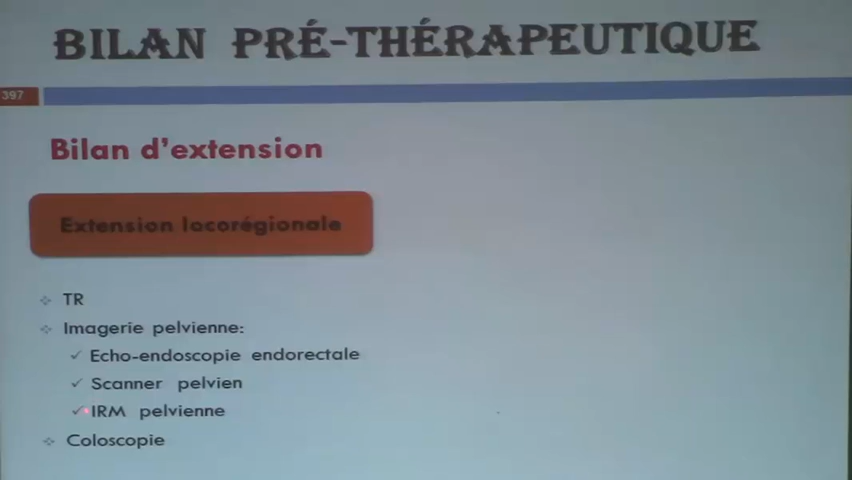 BILAN PRÉ-THÉRAPEUTIQUE
397
Bilan d'extension
Extension locorégionale
TR
Imagerie pelvienne:
Echo-endoscopie endorectale
Scanner pelvien
IRM pelvienne
Coloscopie